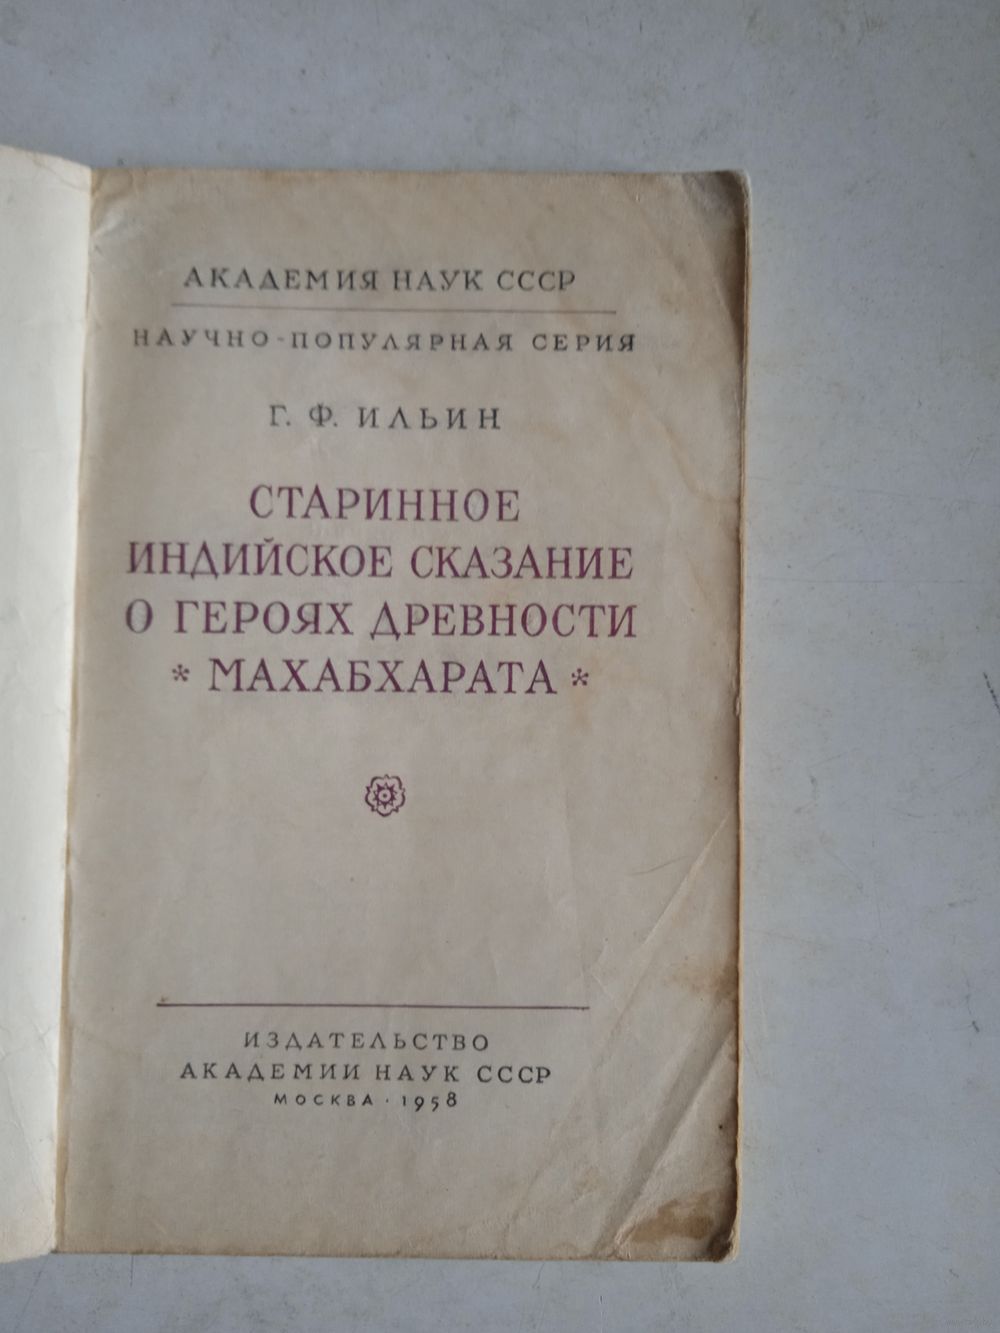 АКАДЕМИЯ НАУК СССР
НАУЧНО-ПОПУЛЯРНАЯ СЕРИЯ
Г. Ф. ИЛЬИН
СТАРИННОЕ
ИНДИЙСКОЕ СКАЗАНИЕ
О ГЕРОЯХ ДРЕВНОСТИ
* МАХАБХАРАТА *
ИЗДАТЕЛЬСТВО
АКАДЕМИИ НАУК СССР
МОСКВА · 1958